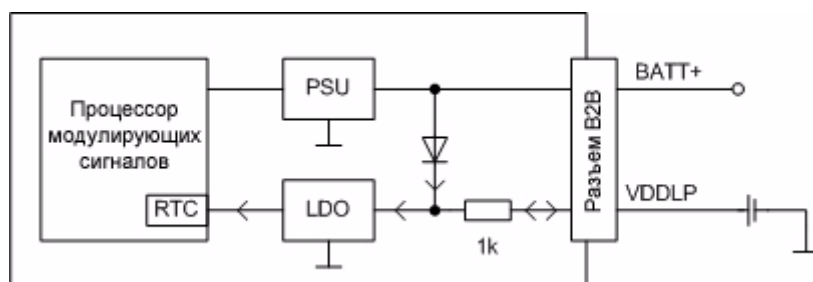 Процессор
модулирующих
сигналов
RTC
PSU
LDO
1k
Разъем B2B
BATT+
VDDLP